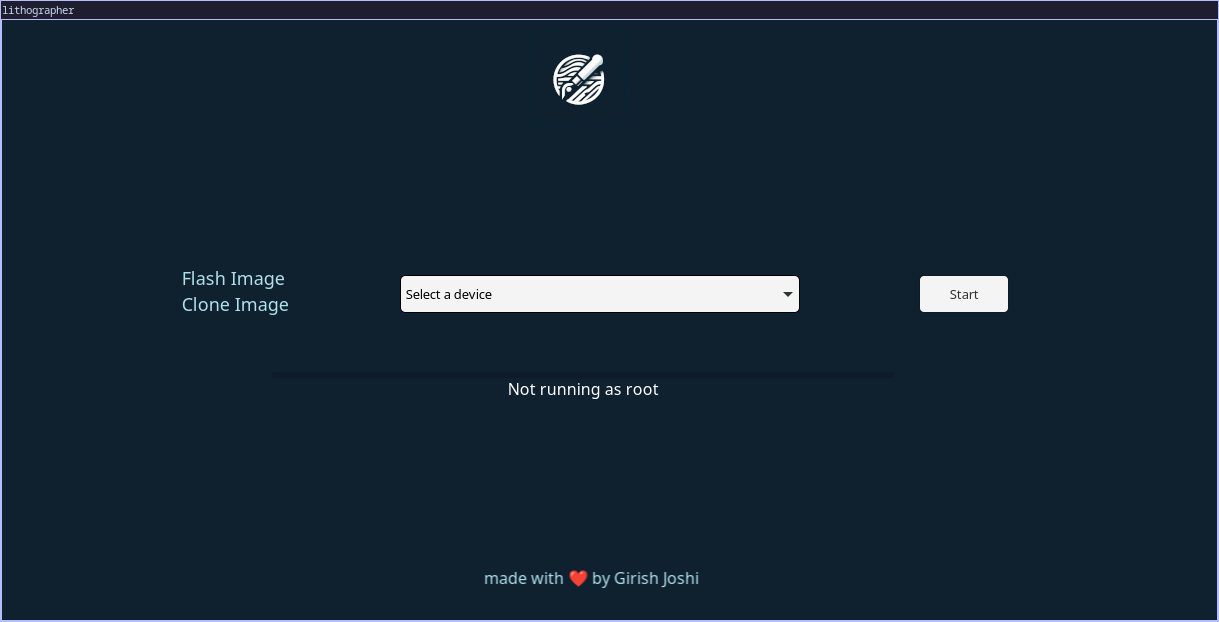 lithographer
Flash Image
Clone Image
Select a device
Start
Not running as root
made with ❤️ by Girish Joshi